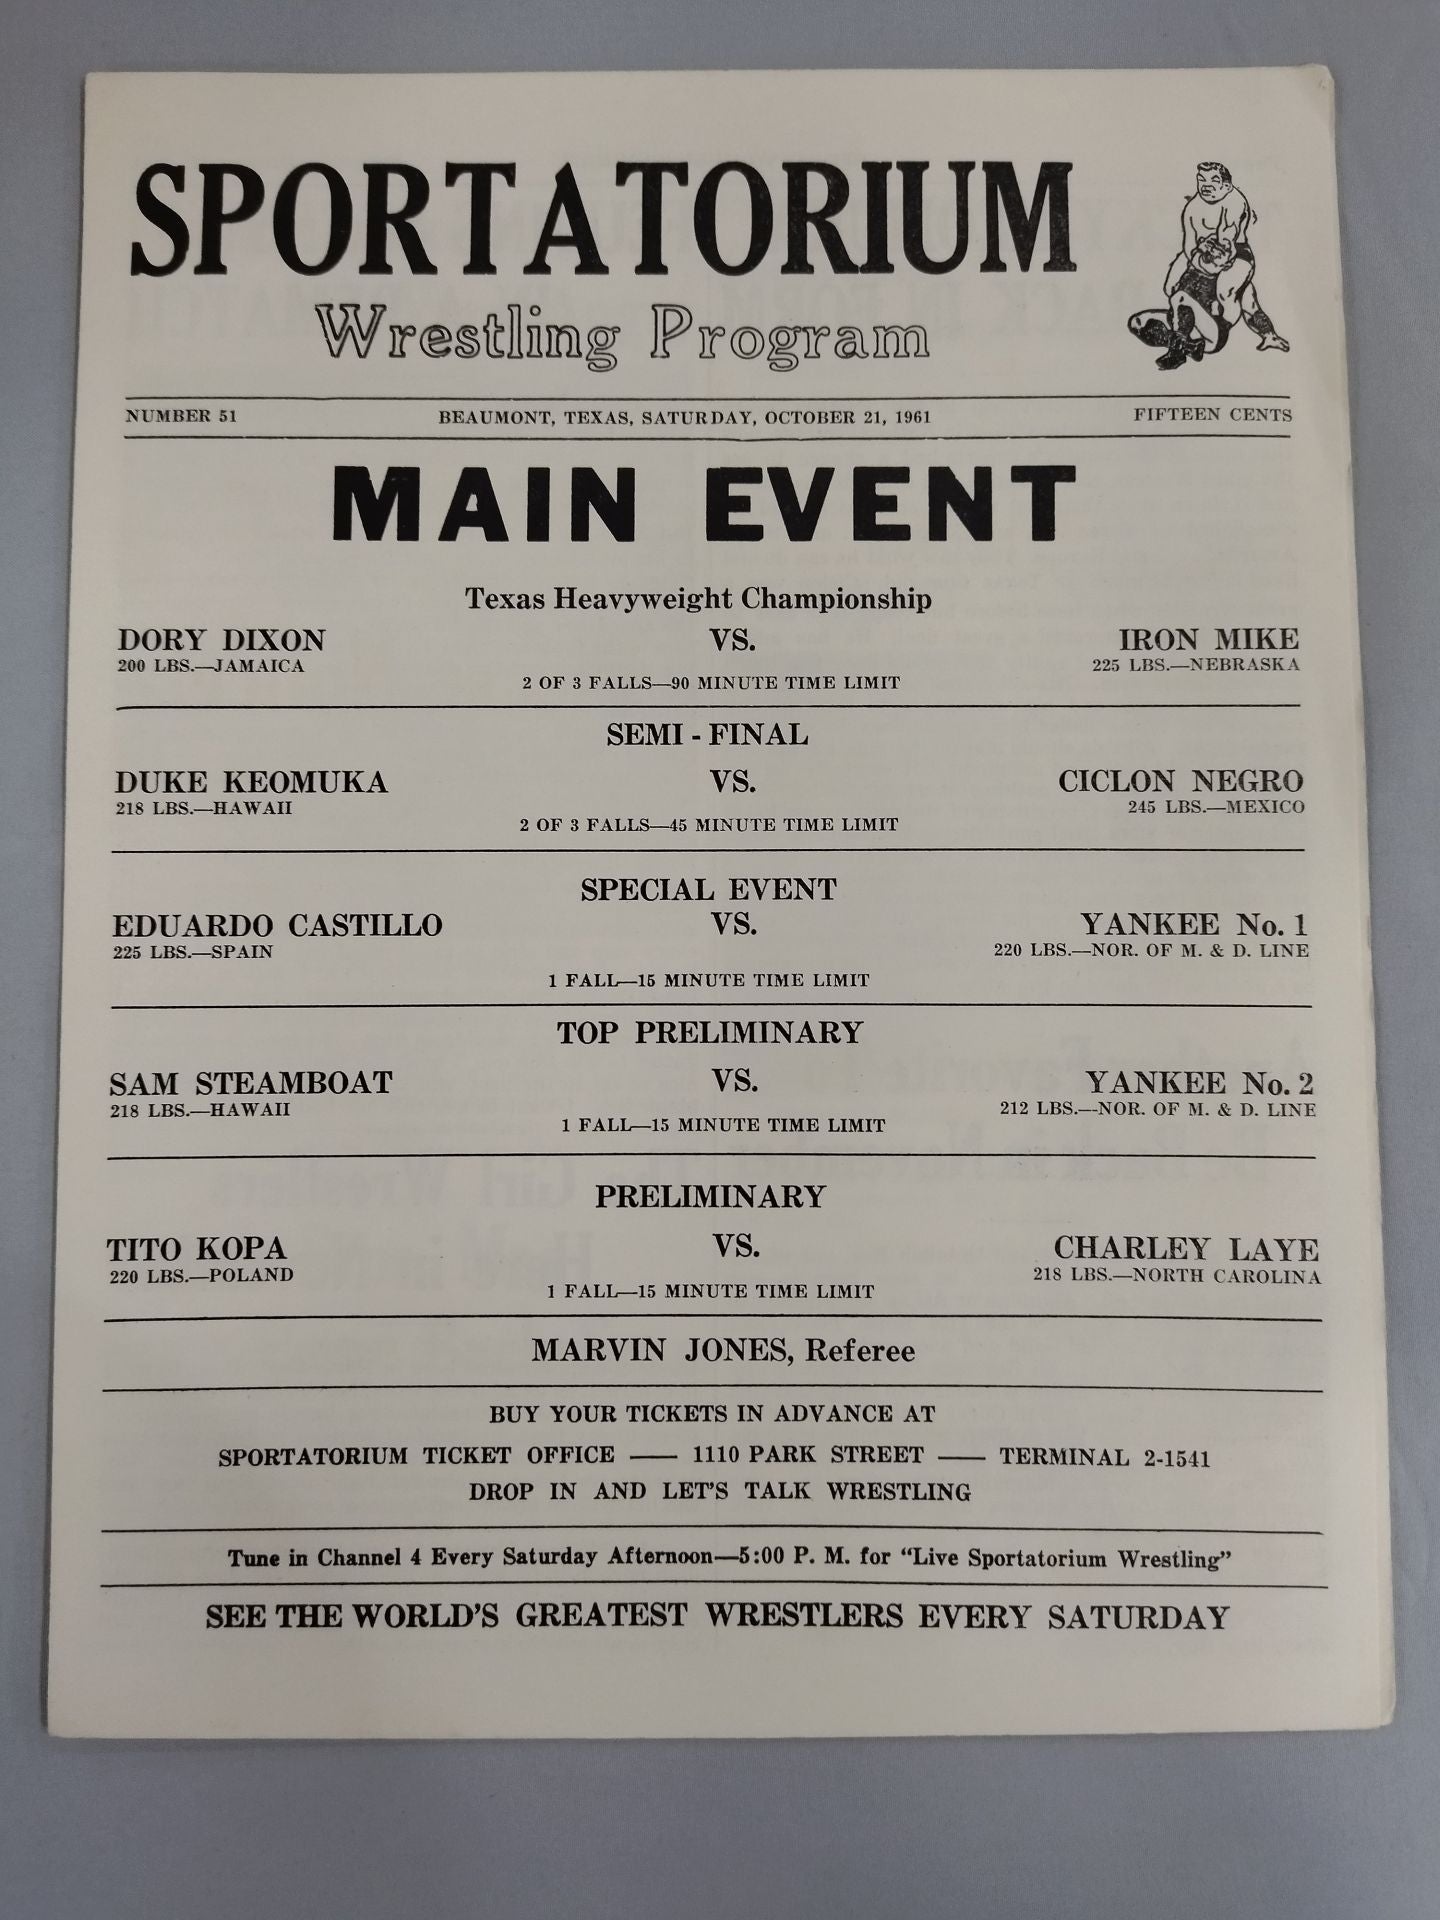 SPORTATORIUM
Wrestling Program
NUMBER 51 BEAUMONT, TEXAS, SATURDAY, OCTOBER 21, 1961 FIFTEEN CENTS
MAIN EVENT
Texas Heavyweight Championship
DORY DIXON VS. IRON MIKE
200 LBS.—JAMAICA 225 LBS.—NEBRASKA
2 OF 3 FALLS—90 MINUTE TIME LIMIT
SEMI - FINAL
DUKE KEOMUKA VS. CICLON NEGRO
218 LBS.—HAWAII 245 LBS.—MEXICO
2 OF 3 FALLS—45 MINUTE TIME LIMIT
SPECIAL EVENT
EDUARDO CASTILLO VS. YANKEE No. 1
225 LBS.—SPAIN 220 LBS.—NOR. OF M. & D. LINE
1 FALL—15 MINUTE TIME LIMIT
TOP PRELIMINARY
SAM STEAMBOAT VS. YANKEE No. 2
218 LBS.—HAWAII 212 LBS.—NOR. OF M. & D. LINE
1 FALL—15 MINUTE TIME LIMIT
PRELIMINARY
TITO KOPA VS. CHARLEY LAYE
220 LBS.—POLAND 218 LBS.—NORTH CAROLINA
1 FALL—15 MINUTE TIME LIMIT
MARVIN JONES, Referee
BUY YOUR TICKETS IN ADVANCE AT
SPORTATORIUM TICKET OFFICE —— 1110 PARK STREET —— TERMINAL 2-1541
DROP IN AND LET'S TALK WRESTLING
Tune in Channel 4 Every Saturday Afternoon—5:00 P. M. for “Live Sportatorium Wrestling”
SEE THE WORLD'S GREATEST WRESTLERS EVERY SATURDAY